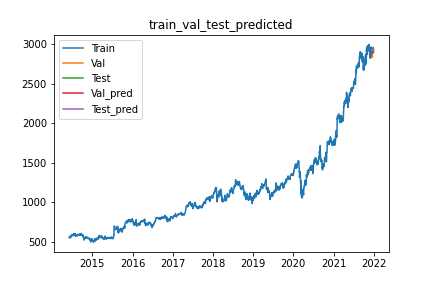 train_val_test_predicted
3000
2500
2000
1500
1000
500
Train
Val
Test
Val_pred
Test_pred
2015 2016 2017 2018 2019 2020 2021 2022